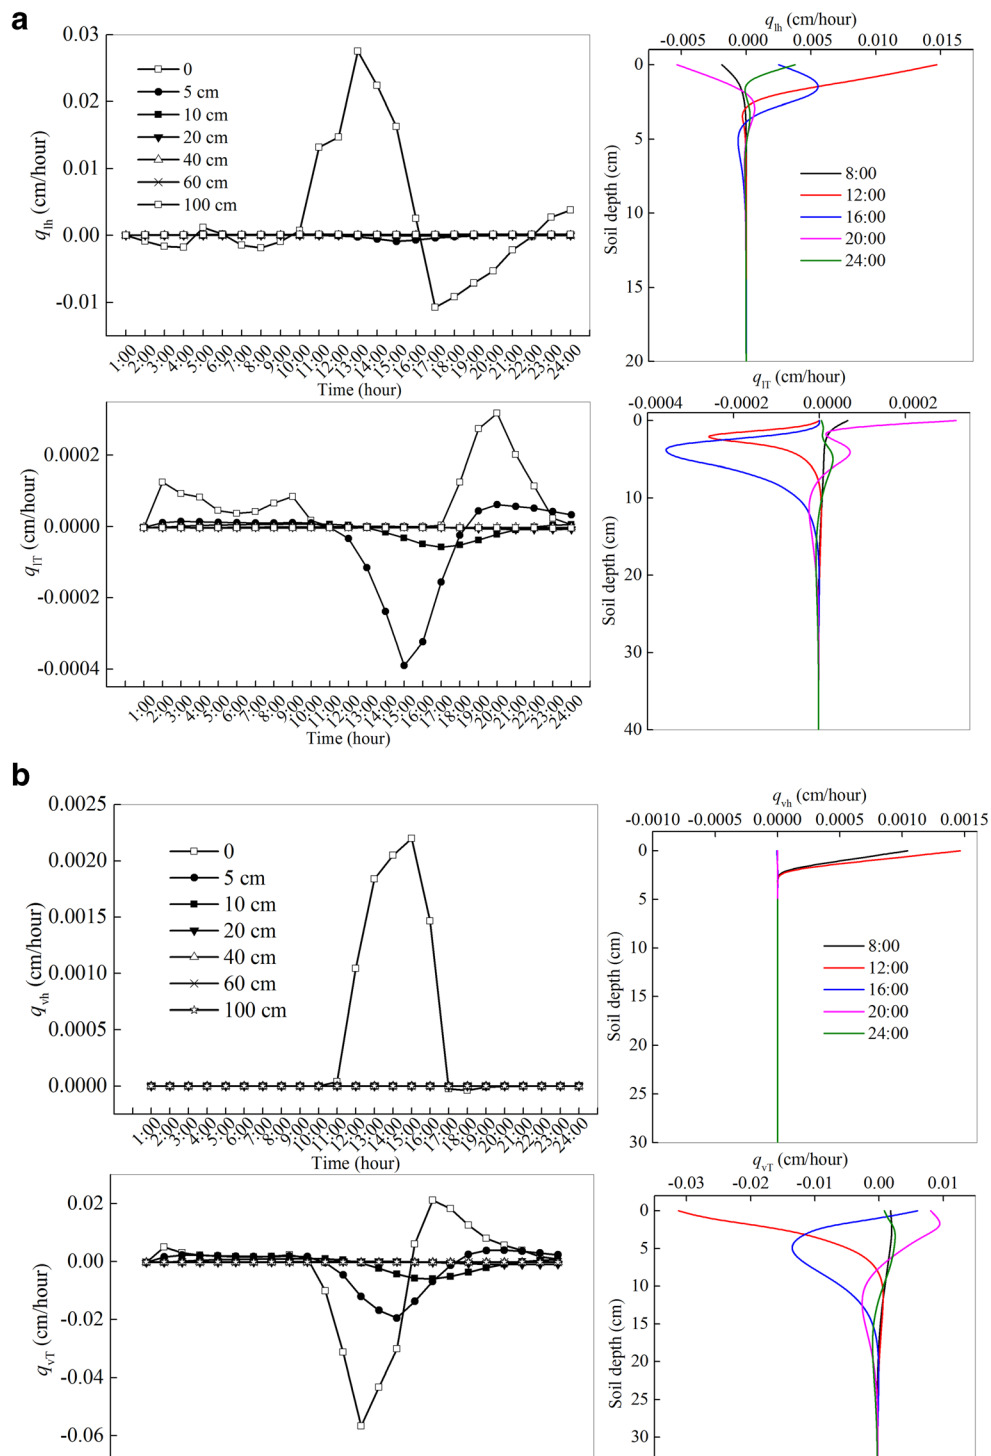 a
0.03
0.02
0.01
0.00
-0.01
q_lh (cm/hour)
0
5 cm
10 cm
20 cm
40 cm
60 cm
100 cm
1:00 2:00 3:00 4:00 5:00 6:00 7:00 8:00 9:00 10:00 11:00 12:00 13:00 14:00 15:00 16:00 17:00 18:00 19:00 20:00 21:00 22:00 23:00 24:00
Time (hour)
q_lh (cm/hour)
-0.005 0.000 0.005 0.010 0.015
0
5
10
15
20
Soil depth (cm)
8:00
12:00
16:00
20:00
24:00
0.0002
0.0000
-0.0002
-0.0004
q_lT (cm/hour)
1:00 2:00 3:00 4:00 5:00 6:00 7:00 8:00 9:00 10:00 11:00 12:00 13:00 14:00 15:00 16:00 17:00 18:00 19:00 20:00 21:00 22:00 23:00 24:00
Time (hour)
q_lT (cm/hour)
-0.0004 -0.0002 0.0000 0.0002
0
10
20
30
40
Soil depth (cm)
b
0.0025
0.0020
0.0015
0.0010
0.0005
0.0000
q_vh (cm/hour)
0
5 cm
10 cm
20 cm
40 cm
60 cm
100 cm
1:00 2:00 3:00 4:00 5:00 6:00 7:00 8:00 9:00 10:00 11:00 12:00 13:00 14:00 15:00 16:00 17:00 18:00 19:00 20:00 21:00 22:00 23:00 24:00
Time (hour)
q_vh (cm/hour)
-0.0010 -0.0005 0.0000 0.0005 0.0010 0.0015
0
5
10
15
20
25
30
Soil depth (cm)
8:00
12:00
16:00
20:00
24:00
0.02
0.00
-0.02
-0.04
-0.06
q_vT (cm/hour)
q_vT (cm/hour)
-0.03 -0.02 -0.01 0.00 0.01
0
5
10
15
20
25
30
Soil depth (cm)